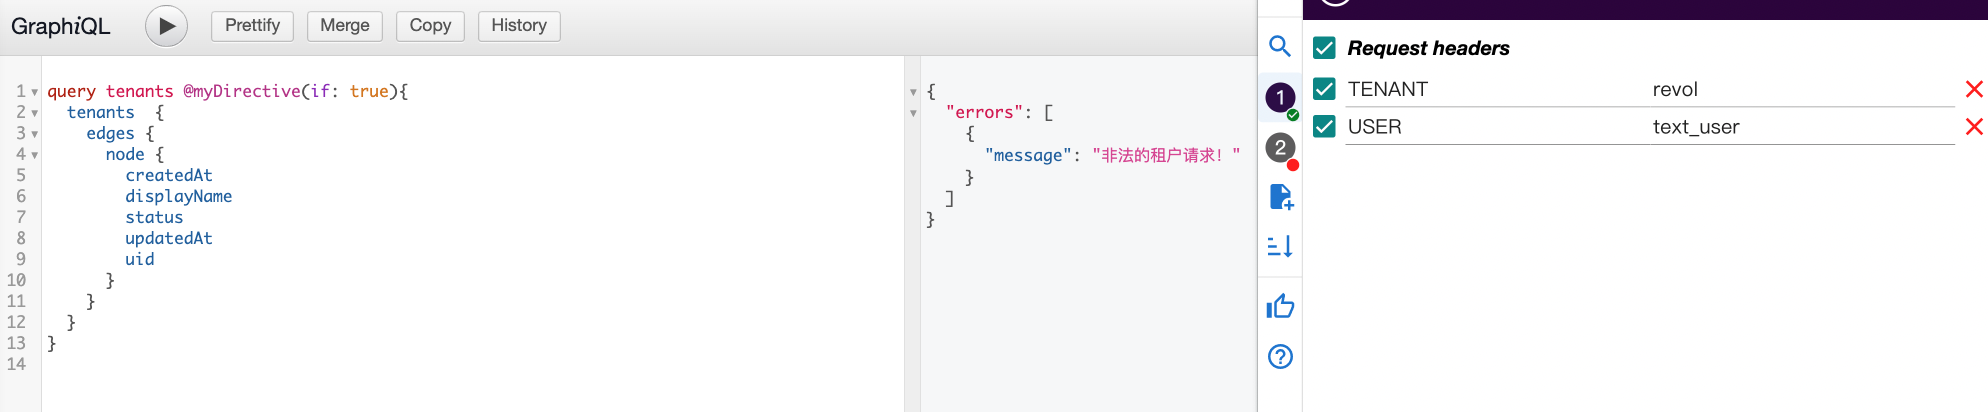 GraphiQL
Prettify
Merge
Copy
History
1 query tenants @myDirective(if: true){
2 tenants {
3 edges {
4 node {
5 createdAt
6 displayName
7 status
8 updatedAt
9 uid
10 }
11 }
12 }
13 }
14
{
"errors": [
{
"message": "非法的租户请求！"
}
]
}
1
2
Request headers
TENANT revol
USER text_user